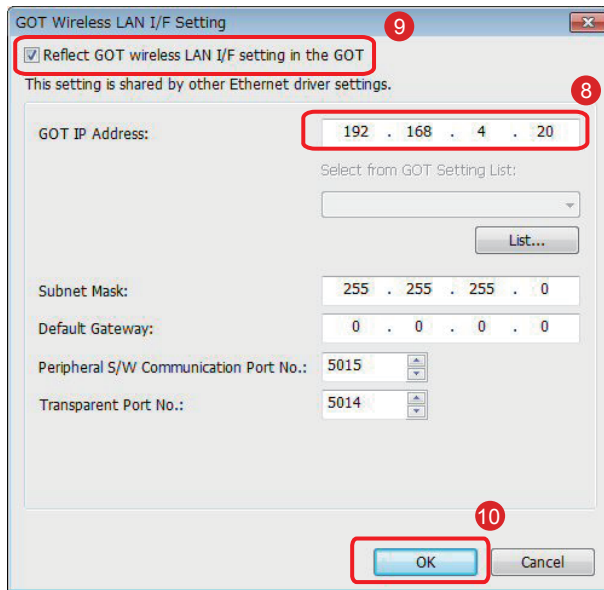 GOT Wireless LAN I/F Setting
9
Reflect GOT wireless LAN I/F setting in the GOT
This setting is shared by other Ethernet driver settings.
8
GOT IP Address: 192 . 168 . 4 . 20
Select from GOT Setting List:
List...
Subnet Mask: 255 . 255 . 255 . 0
Default Gateway: 0 . 0 . 0 . 0
Peripheral S/W Communication Port No.: 5015
Transparent Port No.: 5014
10
OK Cancel